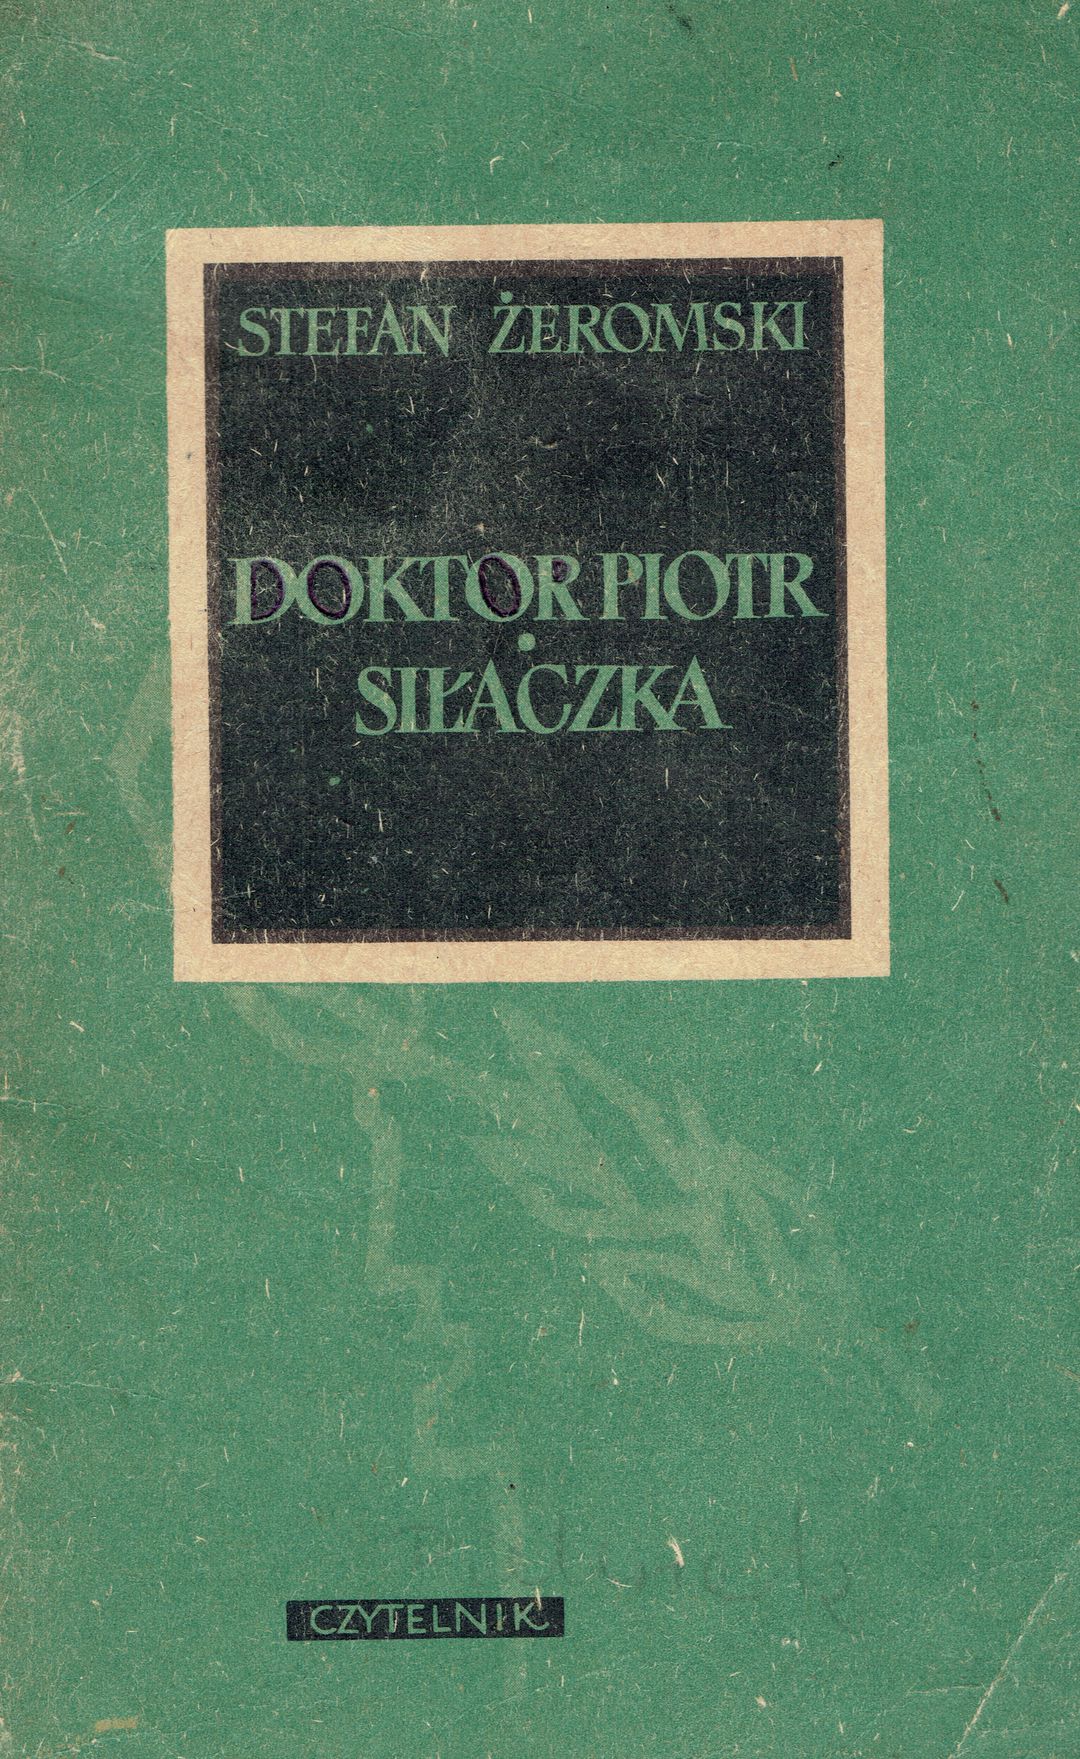 STEFAN ŻEROMSKI
DOKTOR PIOTR
•
SIŁACZKA
CZYTELNIK